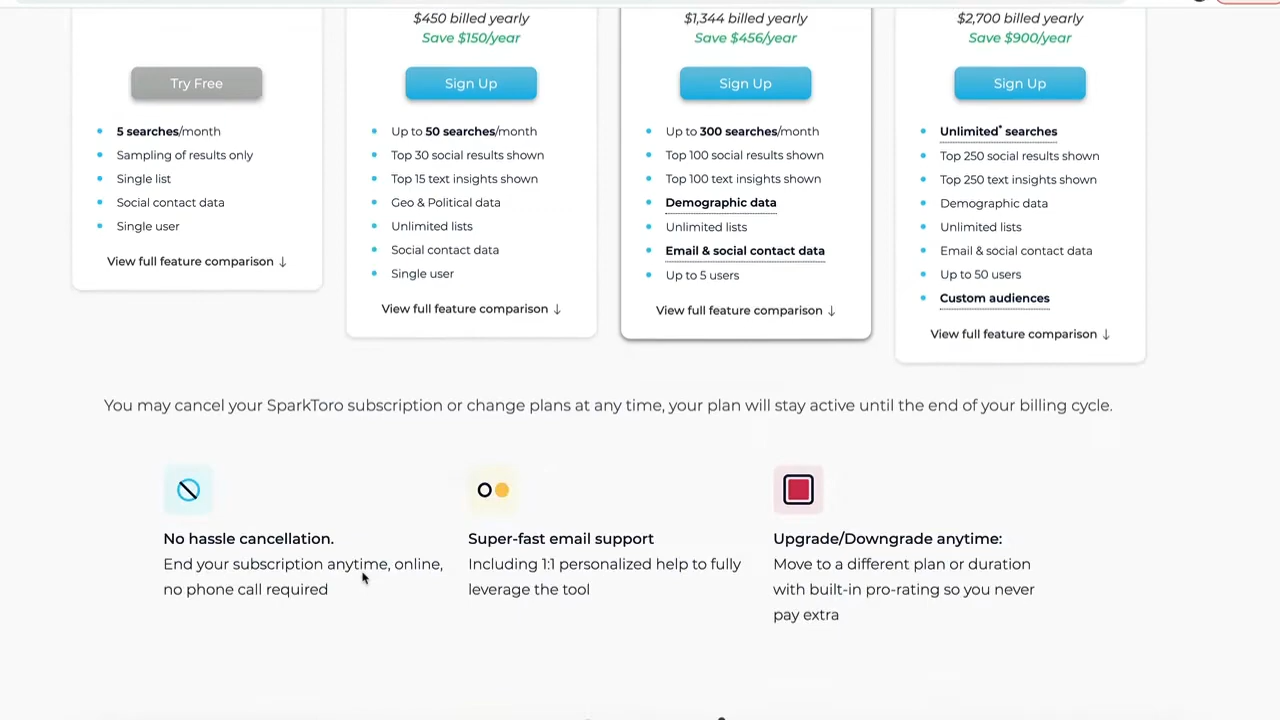 $450 billed yearly
Save $150/year
$1,344 billed yearly
Save $456/year
$2,700 billed yearly
Save $900/year
Try Free
5 searches/month
Sampling of results only
Single list
Social contact data
Single user
View full feature comparison ↓
Sign Up
Up to 50 searches/month
Top 30 social results shown
Top 15 text insights shown
Geo & Political data
Unlimited lists
Social contact data
Single user
View full feature comparison ↓
Sign Up
Up to 300 searches/month
Top 100 social results shown
Top 100 text insights shown
Demographic data
Unlimited lists
Email & social contact data
Up to 5 users
View full feature comparison ↓
Sign Up
Unlimited* searches
Top 250 social results shown
Top 250 text insights shown
Demographic data
Unlimited lists
Email & social contact data
Up to 50 users
Custom audiences
View full feature comparison ↓
You may cancel your SparkToro subscription or change plans at any time, your plan will stay active until the end of your billing cycle.
No hassle cancellation.
End your subscription anytime, online,
no phone call required
Super-fast email support
Including 1:1 personalized help to fully
leverage the tool
Upgrade/Downgrade anytime:
Move to a different plan or duration
with built-in pro-rating so you never
pay extra